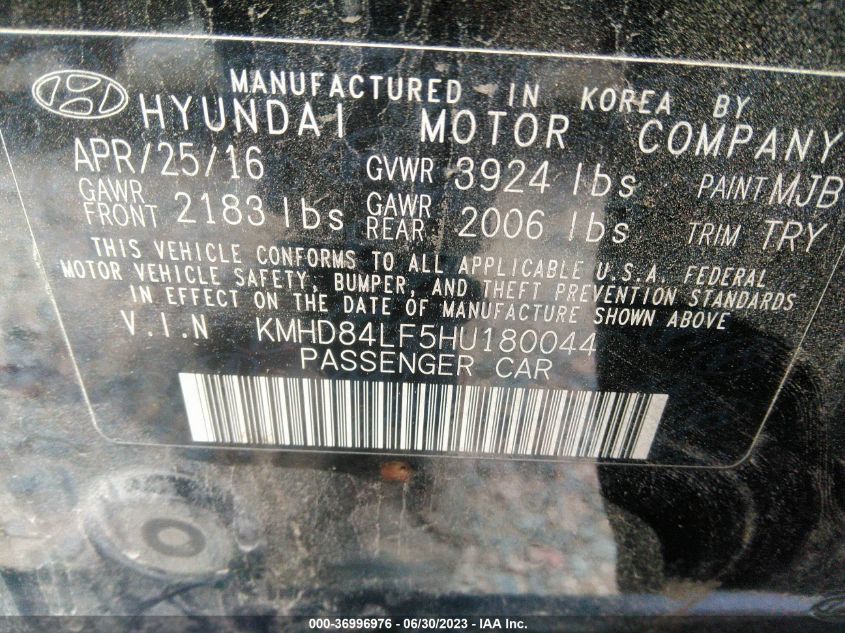 MANUFACTURED IN KOREA BY
HYUNDAI MOTOR COMPANY
APR/25/16 GVWR 3924 lbs PAINT MJB
GAWR FRONT 2183 lbs GAWR REAR 2006 lbs TRIM TRY
THIS VEHICLE CONFORMS TO ALL APPLICABLE U.S.A. FEDERAL
MOTOR VEHICLE SAFETY, BUMPER, AND THEFT PREVENTION STANDARDS
IN EFFECT ON THE DATE OF MANUFACTURE SHOWN ABOVE
V.I.N KMHD84LF5HU180044
PASSENGER CAR
000-36996976 - 06/30/2023 - IAA Inc.